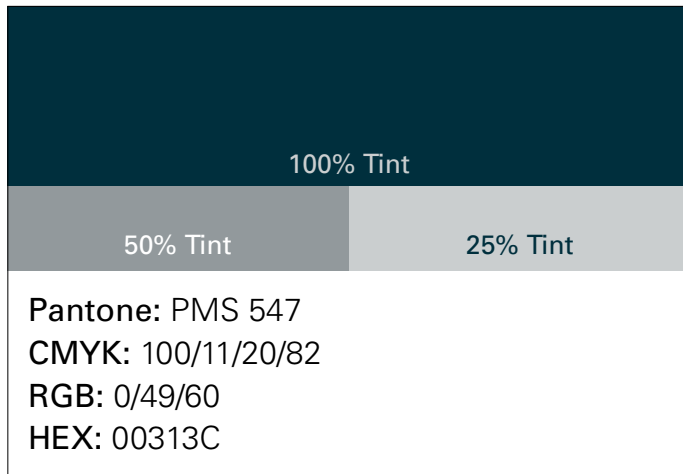 100% Tint
50% Tint 25% Tint
Pantone: PMS 547
CMYK: 100/11/20/82
RGB: 0/49/60
HEX: 00313C